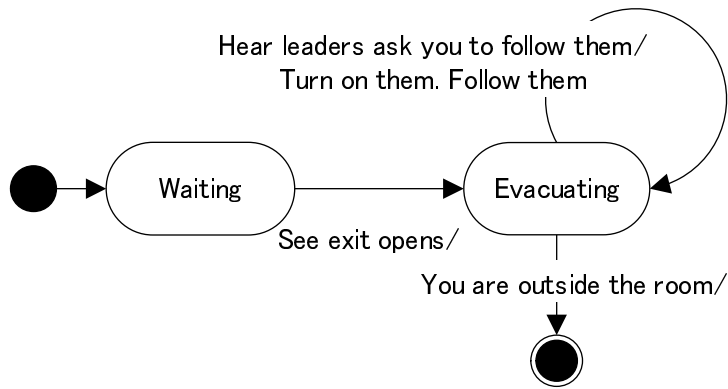 Hear leaders ask you to follow them/
Turn on them. Follow them
Waiting
Evacuating
See exit opens/
You are outside the room/